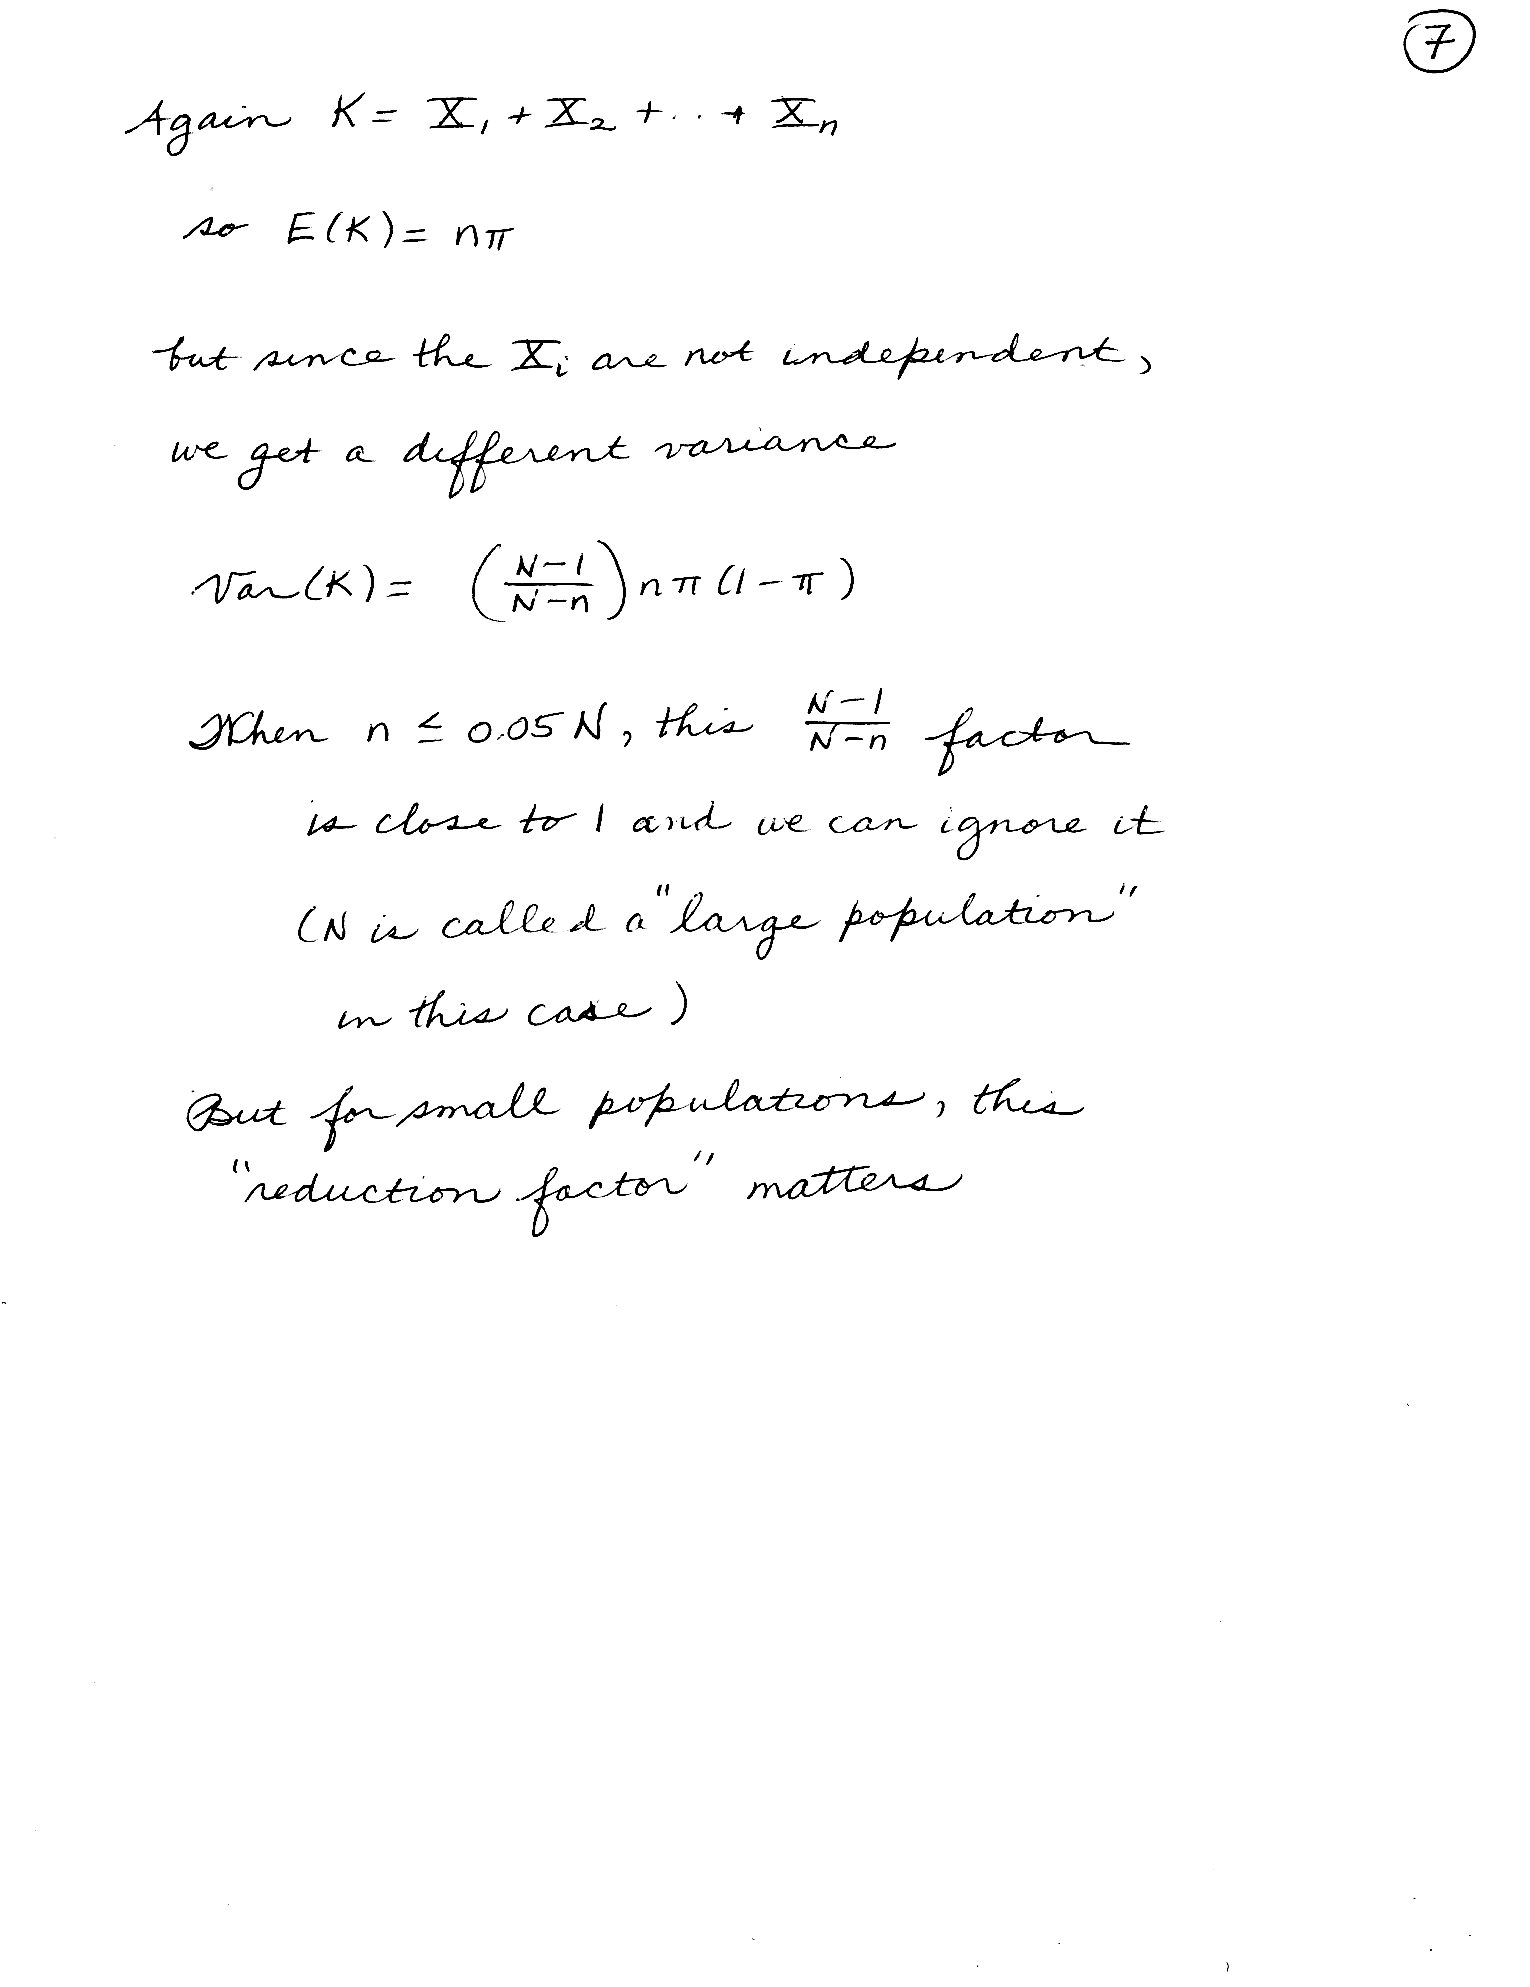 7
Again K = X₁ + X₂ + . . + Xₙ
so E(K) = nπ
but since the Xᵢ are not independent,
we get a different variance
Var(K) = ((N-1)/(N-n)) nπ(1-π)
When n ≤ 0.05 N, this (N-1)/(N-n) factor
is close to 1 and we can ignore it
(N is called a "large population"
in this case)
But for small populations, this
"reduction factor" matters